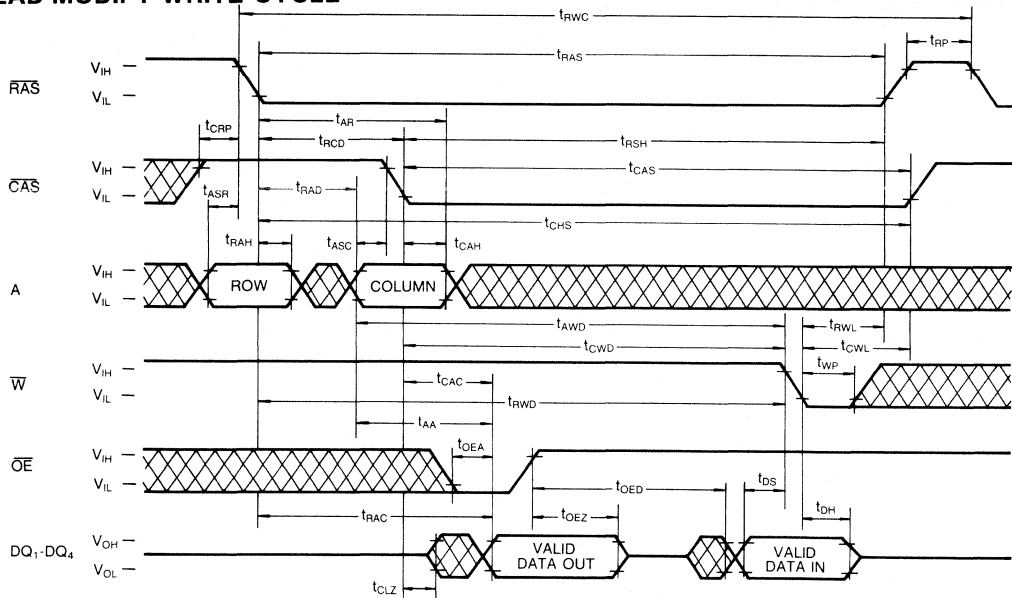 READ-MODIFY-WRITE CYCLE
tRWC
tRP
tRAS
RAS
VIH
VIL
tAR
tCRP
tRCD
tRSH
CAS
VIH
VIL
tCAS
tASR
tRAD
tCHS
tRAH
tASC
tCAH
A
VIH
VIL
ROW
COLUMN
tAWD
tRWL
tCWD
tCWL
W
VIH
VIL
tCAC
tWP
tRWD
tAA
OE
VIH
VIL
tOEA
tOED
tDS
tOEZ
tDH
tRAC
DQ1-DQ4
VOH
VOL
VALID
DATA OUT
VALID
DATA IN
tCLZ